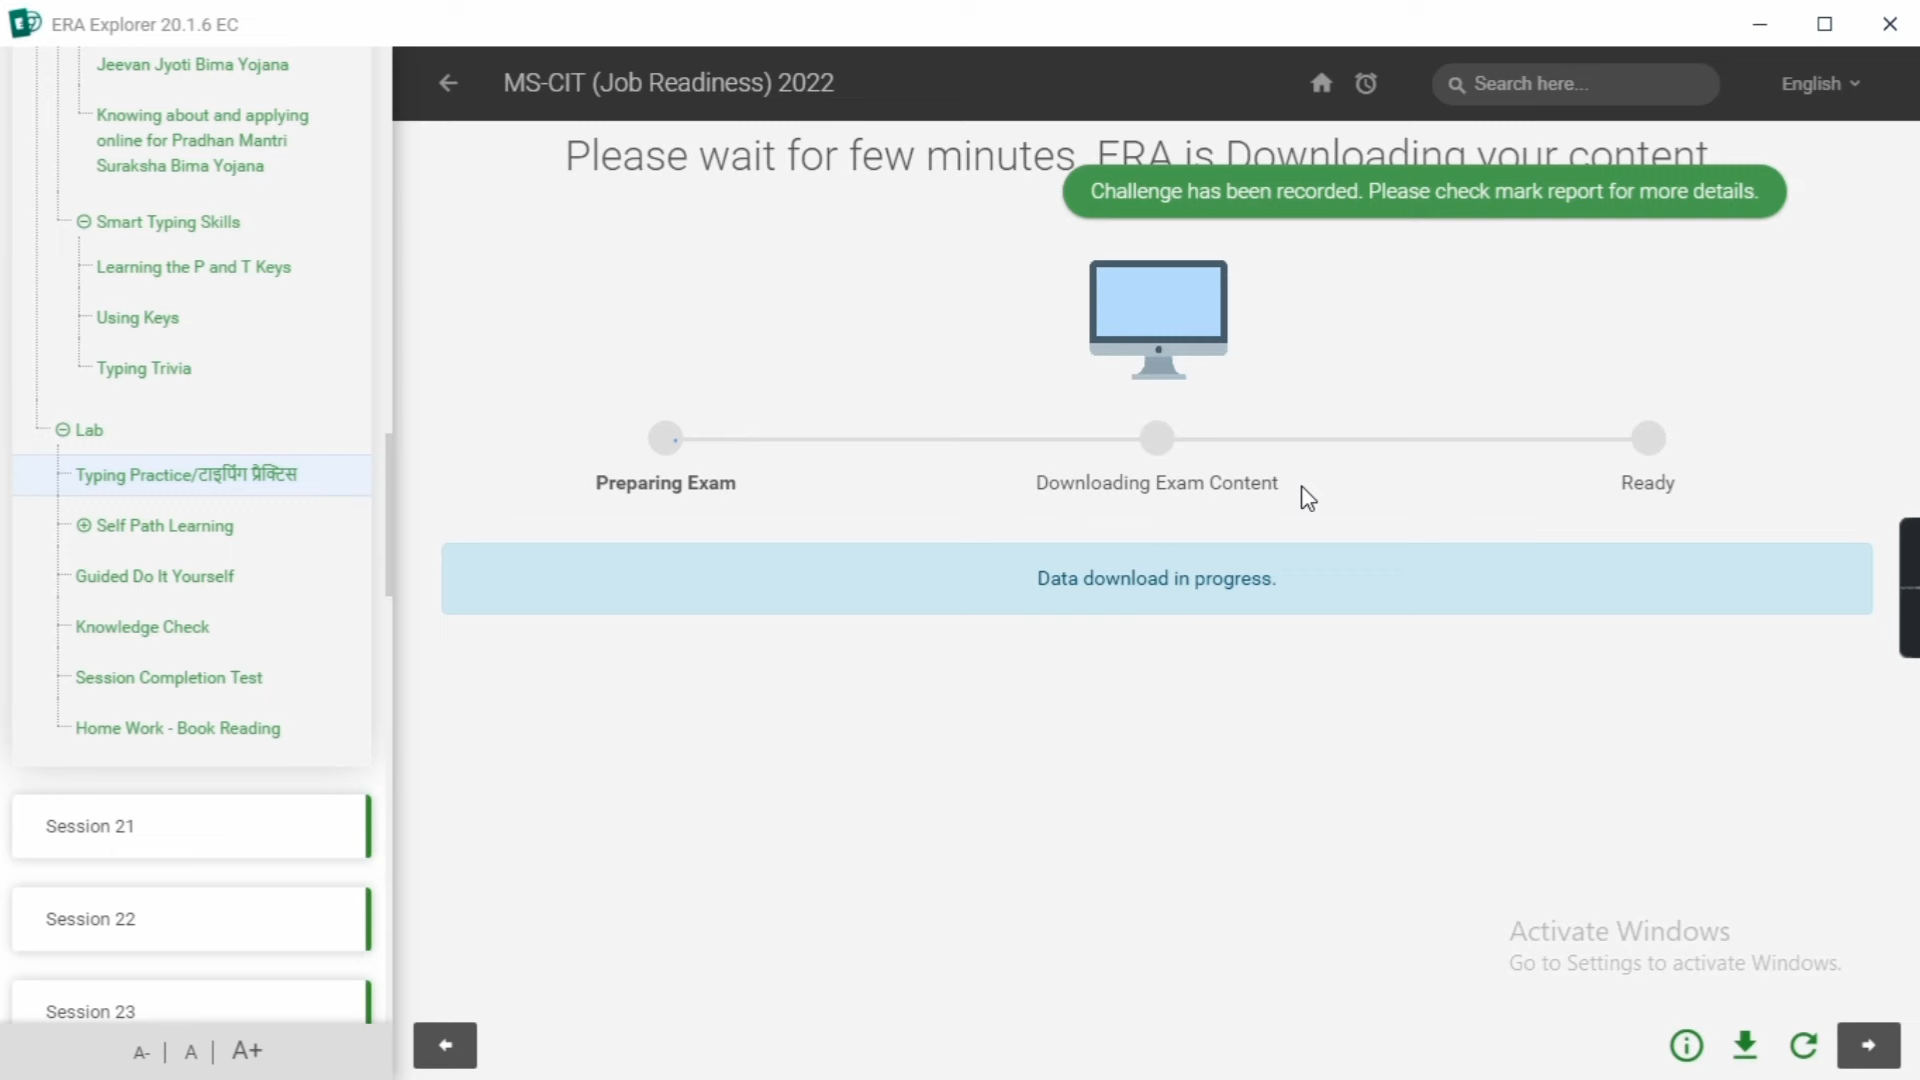 ERA Explorer 20.1.6 EC
Jeevan Jyoti Bima Yojana
Knowing about and applying
online for Pradhan Mantri
Suraksha Bima Yojana
Smart Typing Skills
Learning the P and T Keys
Using Keys
Typing Trivia
Lab
Typing Practice/टाइपिंग प्रैक्टिस
Self Path Learning
Guided Do It Yourself
Knowledge Check
Session Completion Test
Home Work - Book Reading
Session 21
Session 22
Session 23
A- | A | A+
MS-CIT (Job Readiness) 2022
Search here...
English
Please wait for few minutes. ERA is Downloading your content
Challenge has been recorded. Please check mark report for more details.
Preparing Exam
Downloading Exam Content
Ready
Data download in progress.
Activate Windows
Go to Settings to activate Windows.